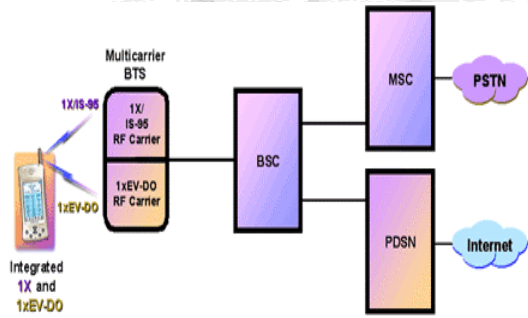 Multicarrier
BTS
1X/IS-95
1X/
IS-95
RF Carrier
1xEV-DO
1xEV-DO
RF Carrier
BSC
MSC
PSTN
PDSN
Internet
Integrated
1X and
1xEV-DO